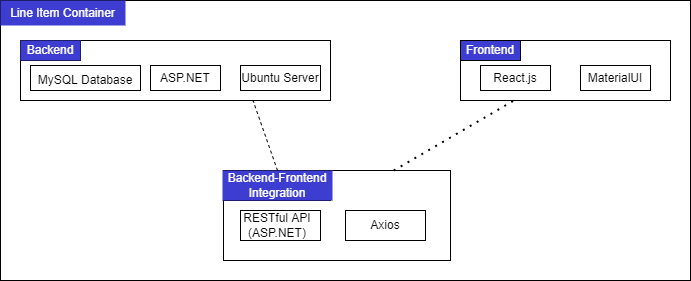 Line Item Container
Backend
MySQL Database
ASP.NET
Ubuntu Server
Frontend
React.js
MaterialUI
Backend-Frontend
Integration
RESTful API
(ASP.NET)
Axios